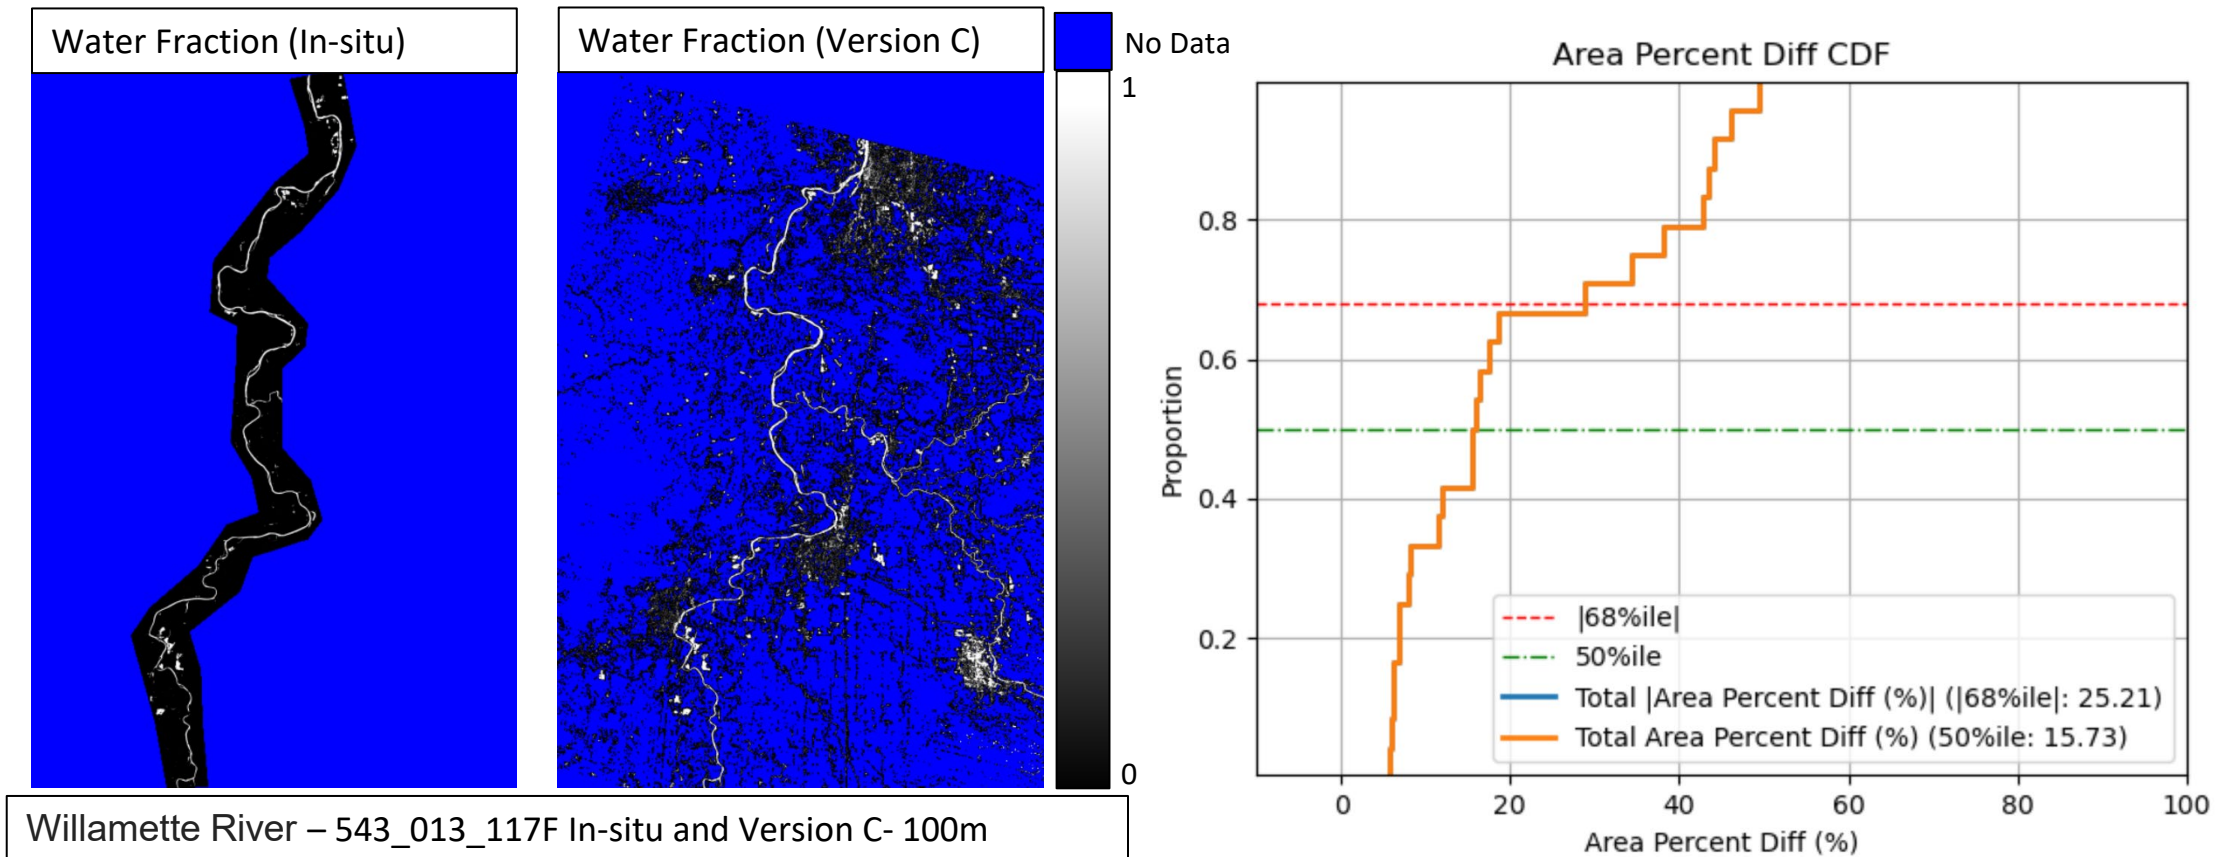 Water Fraction (In-situ)
Water Fraction (Version C)
No Data
1
0
Willamette River – 543_013_117F In-situ and Version C- 100m
Area Percent Diff CDF
Proportion
0.8
0.6
0.4
0.2
|68%ile|
50%ile
Total |Area Percent Diff (%)| (|68%ile|: 25.21)
Total Area Percent Diff (%) (50%ile: 15.73)
0 20 40 60 80 100
Area Percent Diff (%)